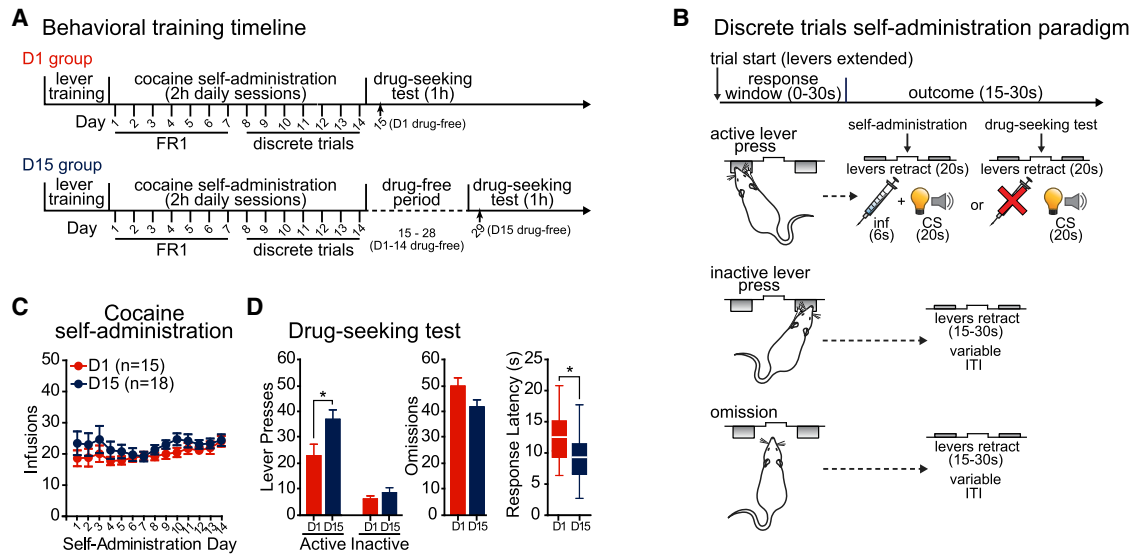 A Behavioral training timeline
D1 group
lever
training
cocaine self-administration
(2h daily sessions)
drug-seeking
test (1h)
Day
1 2 3 4 5 6 7 8 9 10 11 12 13 14
15 (D1 drug-free)
FR1
discrete trials
D15 group
lever
training
cocaine self-administration
(2h daily sessions)
drug-free
period
drug-seeking
test (1h)
Day
1 2 3 4 5 6 7 8 9 10 11 12 13 14
15 - 28
(D1-14 drug-free)
29 (D15 drug-free)
FR1
discrete trials
B Discrete trials self-administration paradigm
trial start (levers extended)
response
window (0-30s)
outcome (15-30s)
active lever
press
self-administration
levers retract (20s)
inf
(6s)
+
CS
(20s)
or
drug-seeking test
levers retract (20s)
CS
(20s)
inactive lever
press
levers retract
(15-30s)
variable
ITI
omission
levers retract
(15-30s)
variable
ITI
C Cocaine
self-administration
D1 (n=15)
D15 (n=18)
Infusions
50
40
30
20
10
0
1 2 3 4 5 6 7 8 9 10 11 12 13 14
Self-Administration Day
D Drug-seeking test
Lever Presses
60
50
40
30
20
10
0
*
D1 D15 D1 D15
Active Inactive
Omissions
60
50
40
30
20
10
0
D1 D15
Response Latency (s)
25
20
15
10
5
0
*
D1 D15